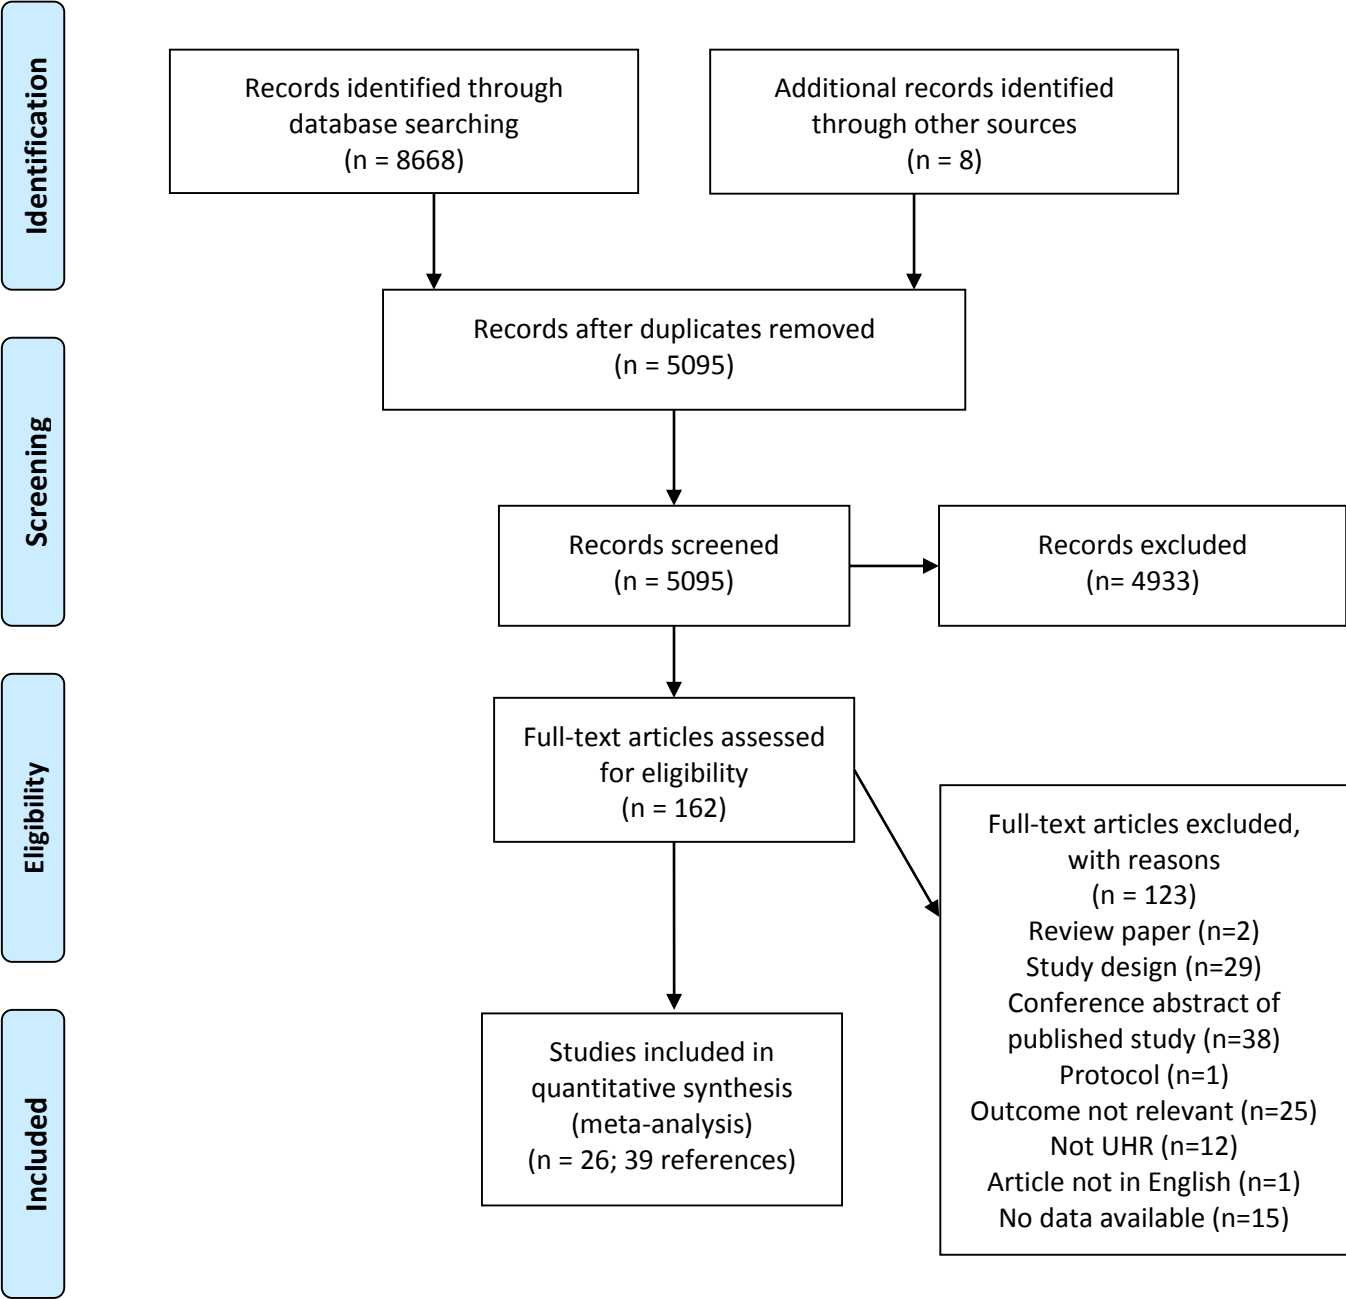 Identification
Records identified through
database searching
(n = 8668)
Additional records identified
through other sources
(n = 8)
Records after duplicates removed
(n = 5095)
Screening
Records screened
(n = 5095)
Records excluded
(n= 4933)
Eligibility
Full-text articles assessed
for eligibility
(n = 162)
Full-text articles excluded,
with reasons
(n = 123)
Review paper (n=2)
Study design (n=29)
Conference abstract of
published study (n=38)
Protocol (n=1)
Outcome not relevant (n=25)
Not UHR (n=12)
Article not in English (n=1)
No data available (n=15)
Included
Studies included in
quantitative synthesis
(meta-analysis)
(n = 26; 39 references)